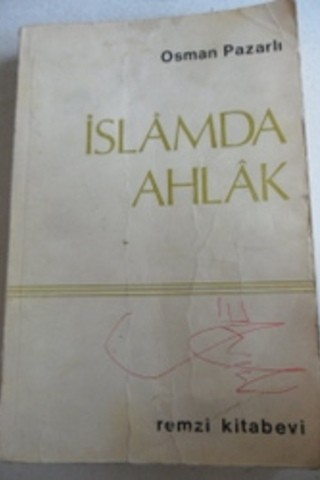 Osman Pazarlı
İSLÂMDA
AHLÂK
remzi kitabevi